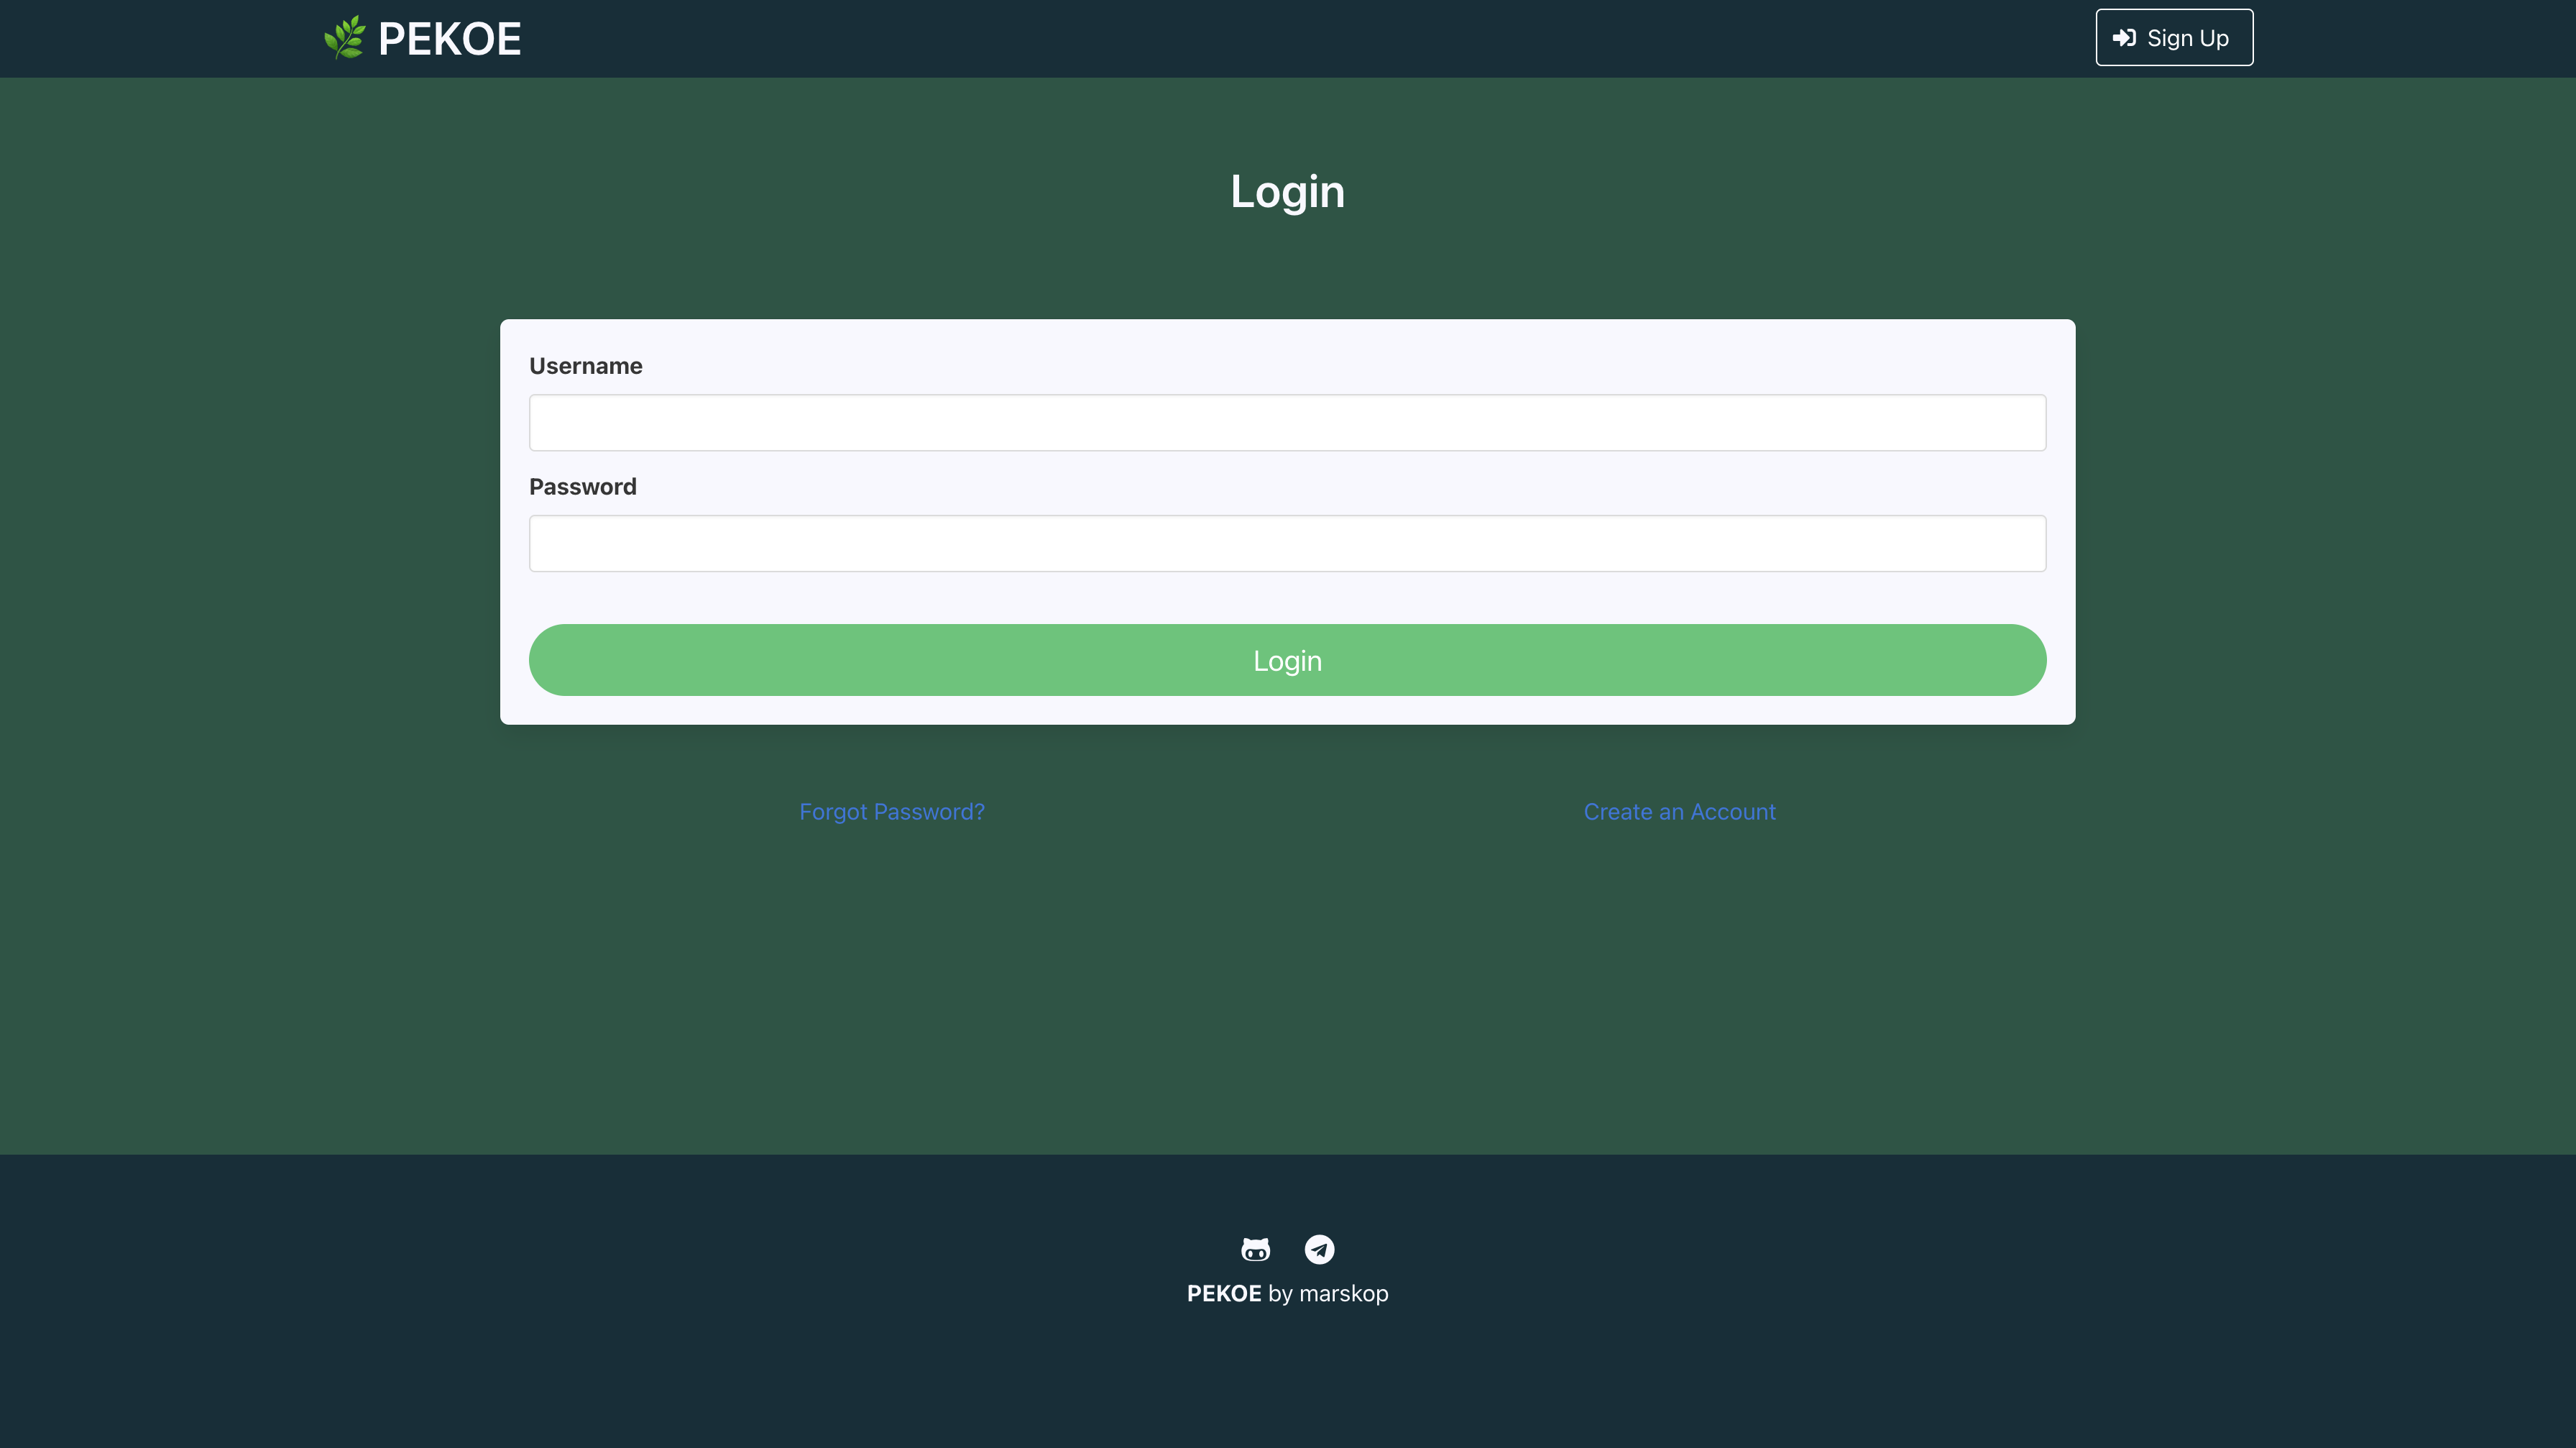 PEKOE
Sign Up
Login
Username
Password
Login
Forgot Password?
Create an Account
PEKOE by marskop